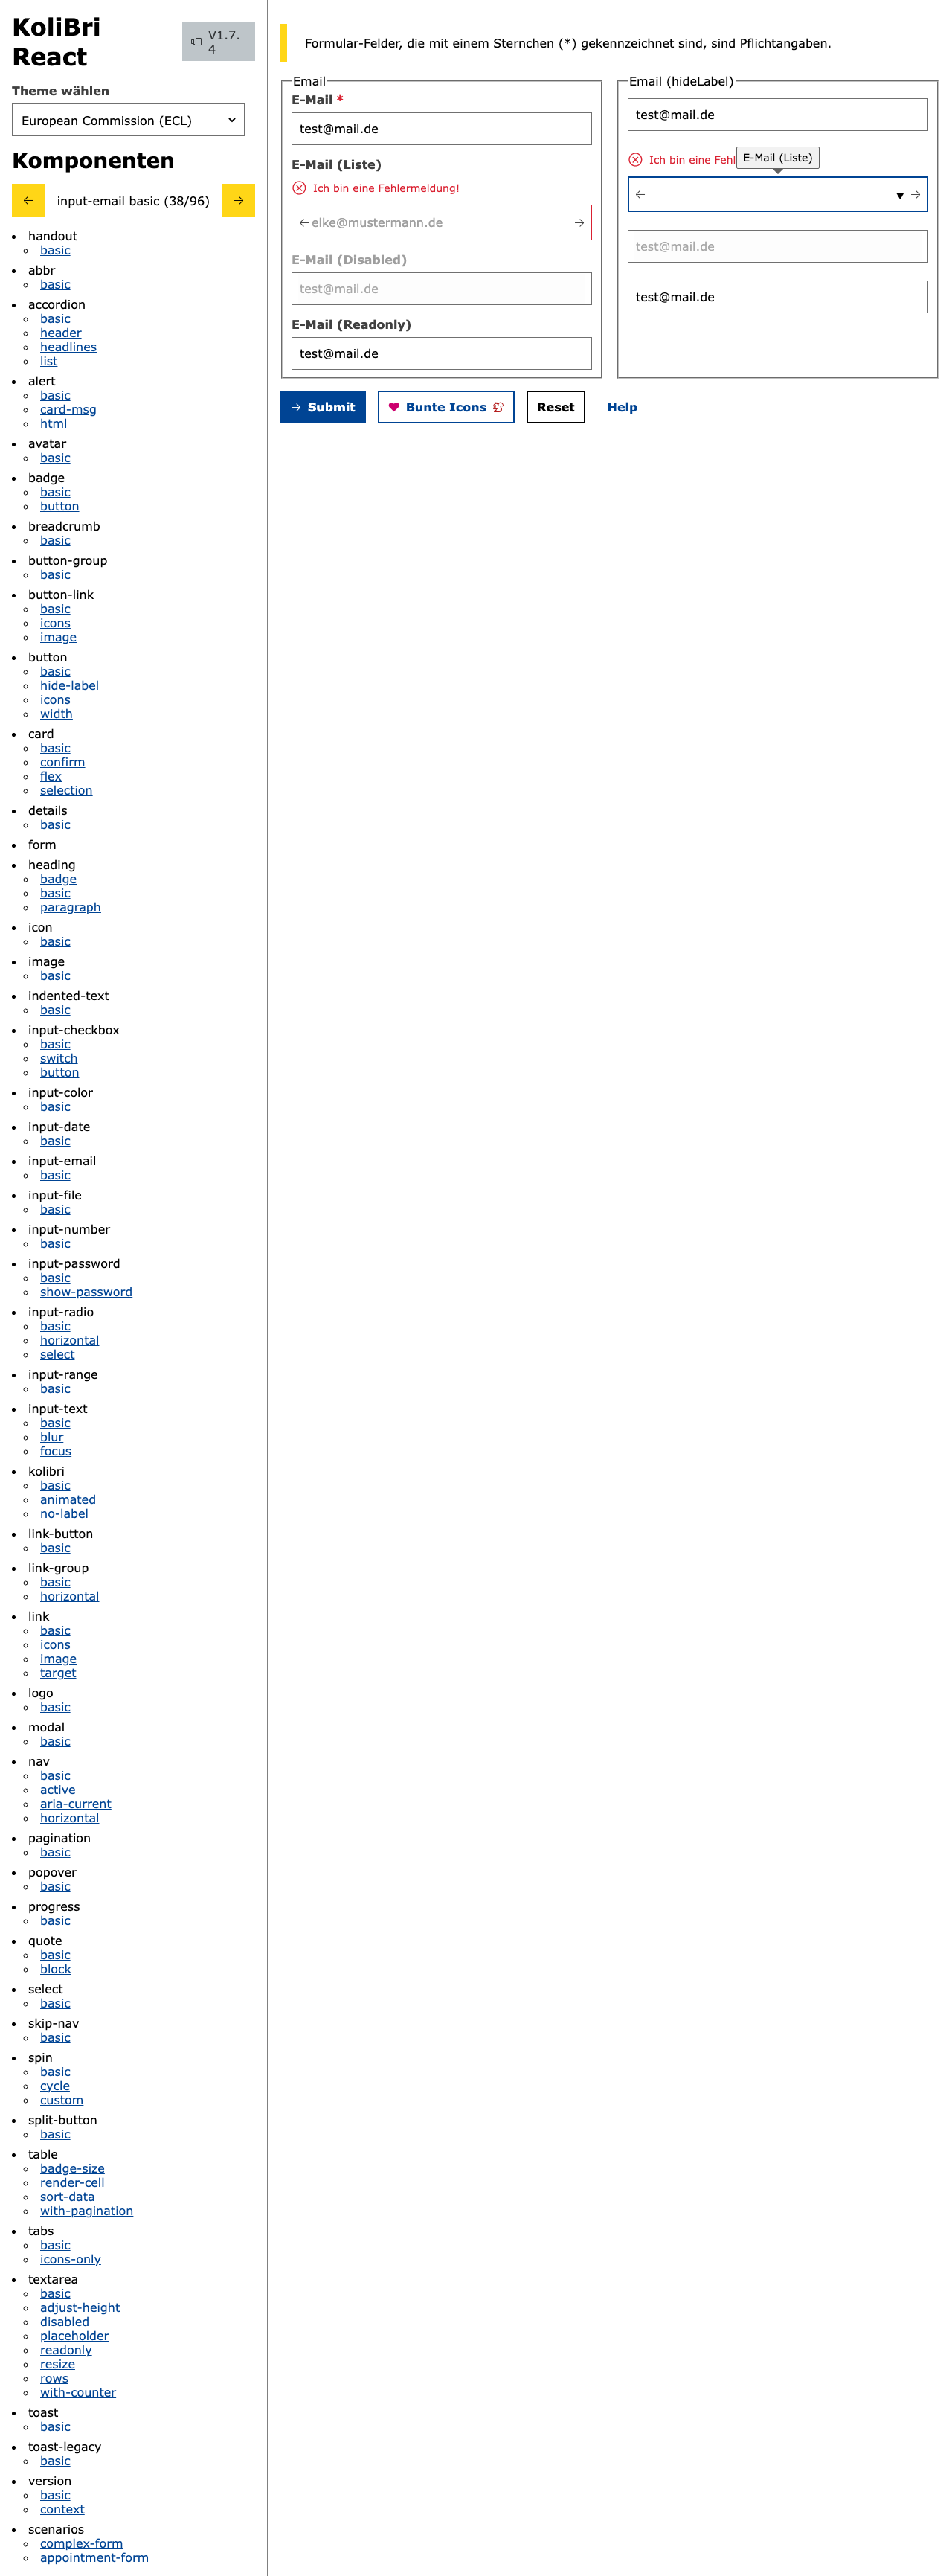 KoliBri
React
V1.7.
4
Theme wählen
European Commission (ECL)
Komponenten
input-email basic (38/96)
handout
basic
abbr
basic
accordion
basic
header
headlines
list
alert
basic
card-msg
html
avatar
basic
badge
basic
button
breadcrumb
basic
button-group
basic
button-link
basic
icons
image
button
basic
hide-label
icons
width
card
basic
confirm
flex
selection
details
basic
form
heading
badge
basic
paragraph
icon
basic
image
basic
indented-text
basic
input-checkbox
basic
switch
button
input-color
basic
input-date
basic
input-email
basic
input-file
basic
input-number
basic
input-password
basic
show-password
input-radio
basic
horizontal
select
input-range
basic
input-text
basic
blur
focus
kolibri
basic
animated
no-label
link-button
basic
link-group
basic
horizontal
link
basic
icons
image
target
logo
basic
modal
basic
nav
basic
active
aria-current
horizontal
pagination
basic
popover
basic
progress
basic
quote
basic
block
select
basic
skip-nav
basic
spin
basic
cycle
custom
split-button
basic
table
badge-size
render-cell
sort-data
with-pagination
tabs
basic
icons-only
textarea
basic
adjust-height
disabled
placeholder
readonly
resize
rows
with-counter
toast
basic
toast-legacy
basic
version
basic
context
scenarios
complex-form
appointment-form
Formular-Felder, die mit einem Sternchen (*) gekennzeichnet sind, sind Pflichtangaben.
Email
E-Mail *
test@mail.de
E-Mail (Liste)
Ich bin eine Fehlermeldung!
elke@mustermann.de
E-Mail (Disabled)
test@mail.de
E-Mail (Readonly)
test@mail.de
Email (hideLabel)
test@mail.de
Ich bin eine Fehl
E-Mail (Liste)
test@mail.de
test@mail.de
Submit
Bunte Icons
Reset
Help